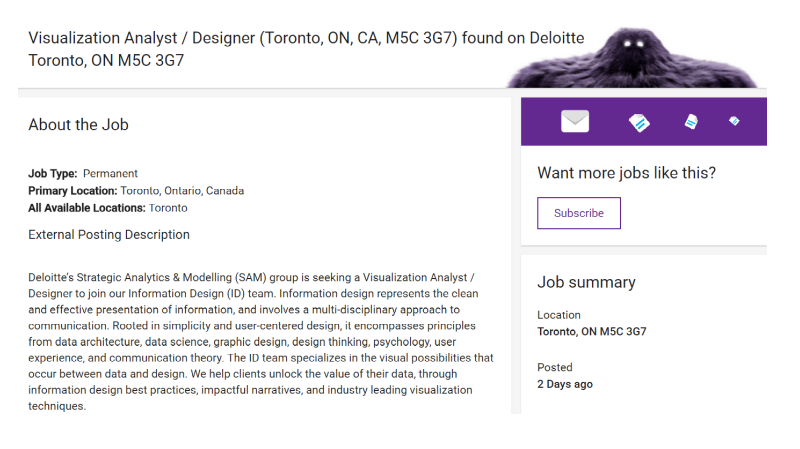 Visualization Analyst / Designer (Toronto, ON, CA, M5C 3G7) found on Deloitte
Toronto, ON M5C 3G7
About the Job
Job Type: Permanent
Primary Location: Toronto, Ontario, Canada
All Available Locations: Toronto
External Posting Description
Deloitte's Strategic Analytics & Modelling (SAM) group is seeking a Visualization Analyst /
Designer to join our Information Design (ID) team. Information design represents the clean
and effective presentation of information, and involves a multi-disciplinary approach to
communication. Rooted in simplicity and user-centered design, it encompasses principles
from data architecture, data science, graphic design, design thinking, psychology, user
experience, and communication theory. The ID team specializes in the visual possibilities that
occur between data and design. We help clients unlock the value of their data, through
information design best practices, impactful narratives, and industry leading visualization
techniques.
Want more jobs like this?
Subscribe
Job summary
Location
Toronto, ON M5C 3G7
Posted
2 Days ago